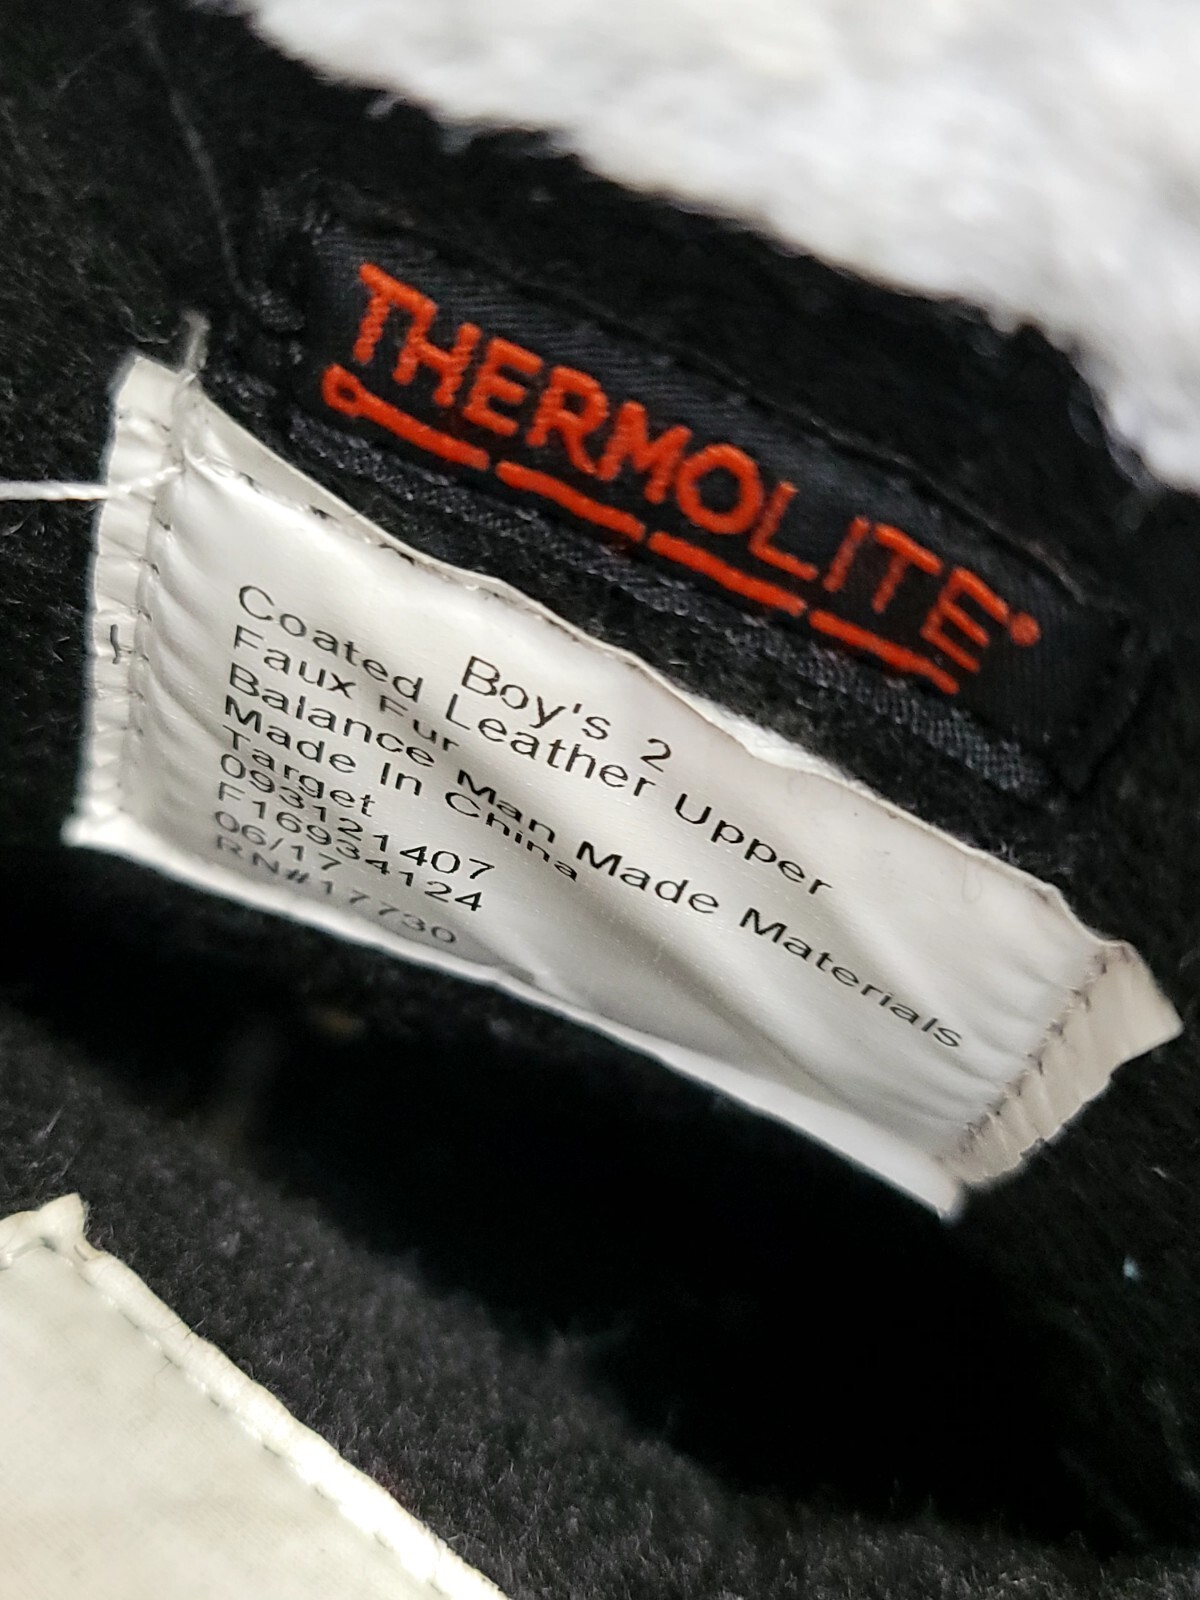 THERMOLITE
Boy's 2
Coated Leather Upper
Faux Fur
Balance Man Made Materials
Made In China
Target
093121407
F16934124
06/17
RN#17730